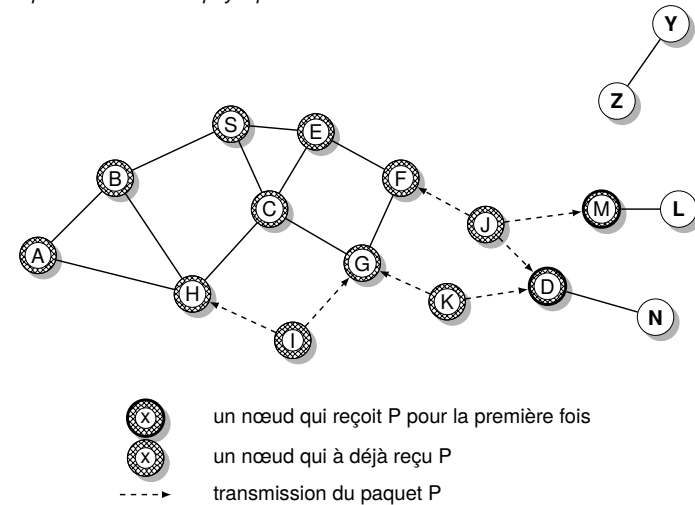 Y
Z
S
E
B
F
C
M
L
J
A
G
D
H
K
N
I
x un nœud qui reçoit P pour la première fois
x un nœud qui à déjà reçu P
transmission du paquet P